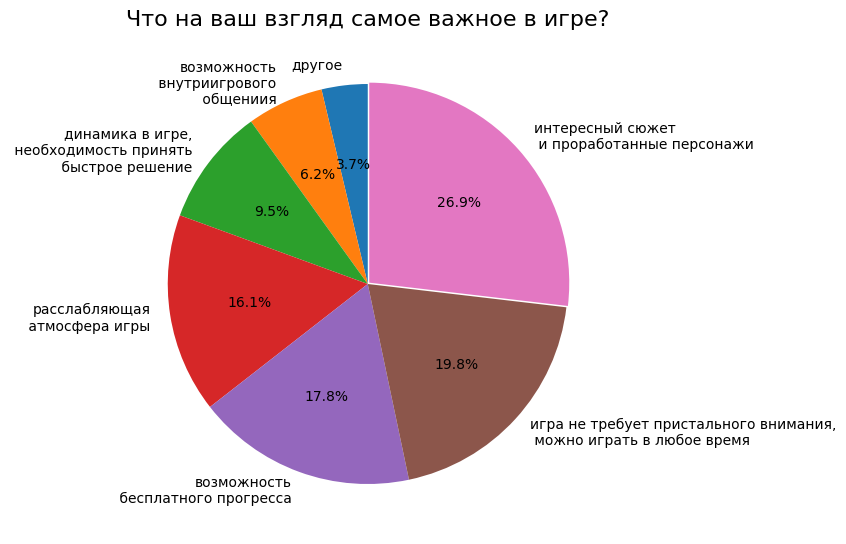 Что на ваш взгляд самое важное в игре?
возможность
внутриигрового
общениия
другое
динамика в игре,
необходимость принять
быстрое решение
интересный сюжет
и проработанные персонажи
3.7%
6.2%
26.9%
9.5%
16.1%
расслабляющая
атмосфера игры
19.8%
17.8%
игра не требует пристального внимания,
можно играть в любое время
возможность
бесплатного прогресса